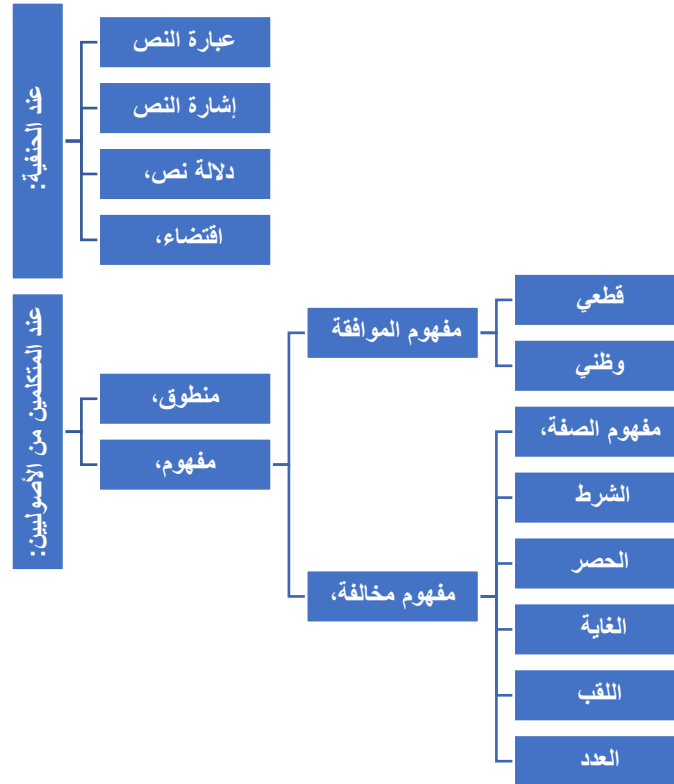 عند الحنفية:
عبارة النص
إشارة النص
دلالة نص،
اقتضاء،
عند المتكلمين من الأصوليين:
منطوق،
مفهوم،
مفهوم الموافقة
قطعي
وظني
مفهوم مخالفة،
مفهوم الصفة،
الشرط
الحصر
الغاية
اللقب
العدد